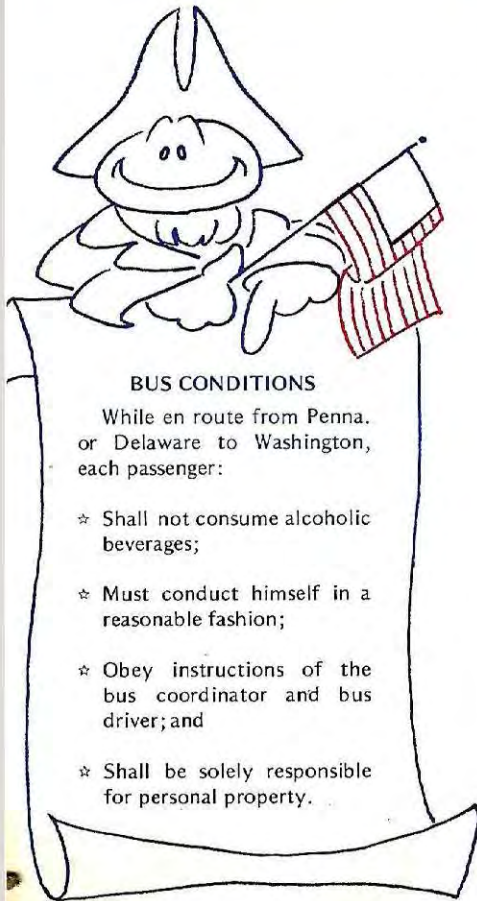 BUS CONDITIONS
While en route from Penna.
or Delaware to Washington,
each passenger:
☆ Shall not consume alcoholic
beverages;
☆ Must conduct himself in a
reasonable fashion;
☆ Obey instructions of the
bus coordinator and bus
driver; and
☆ Shall be solely responsible
for personal property.